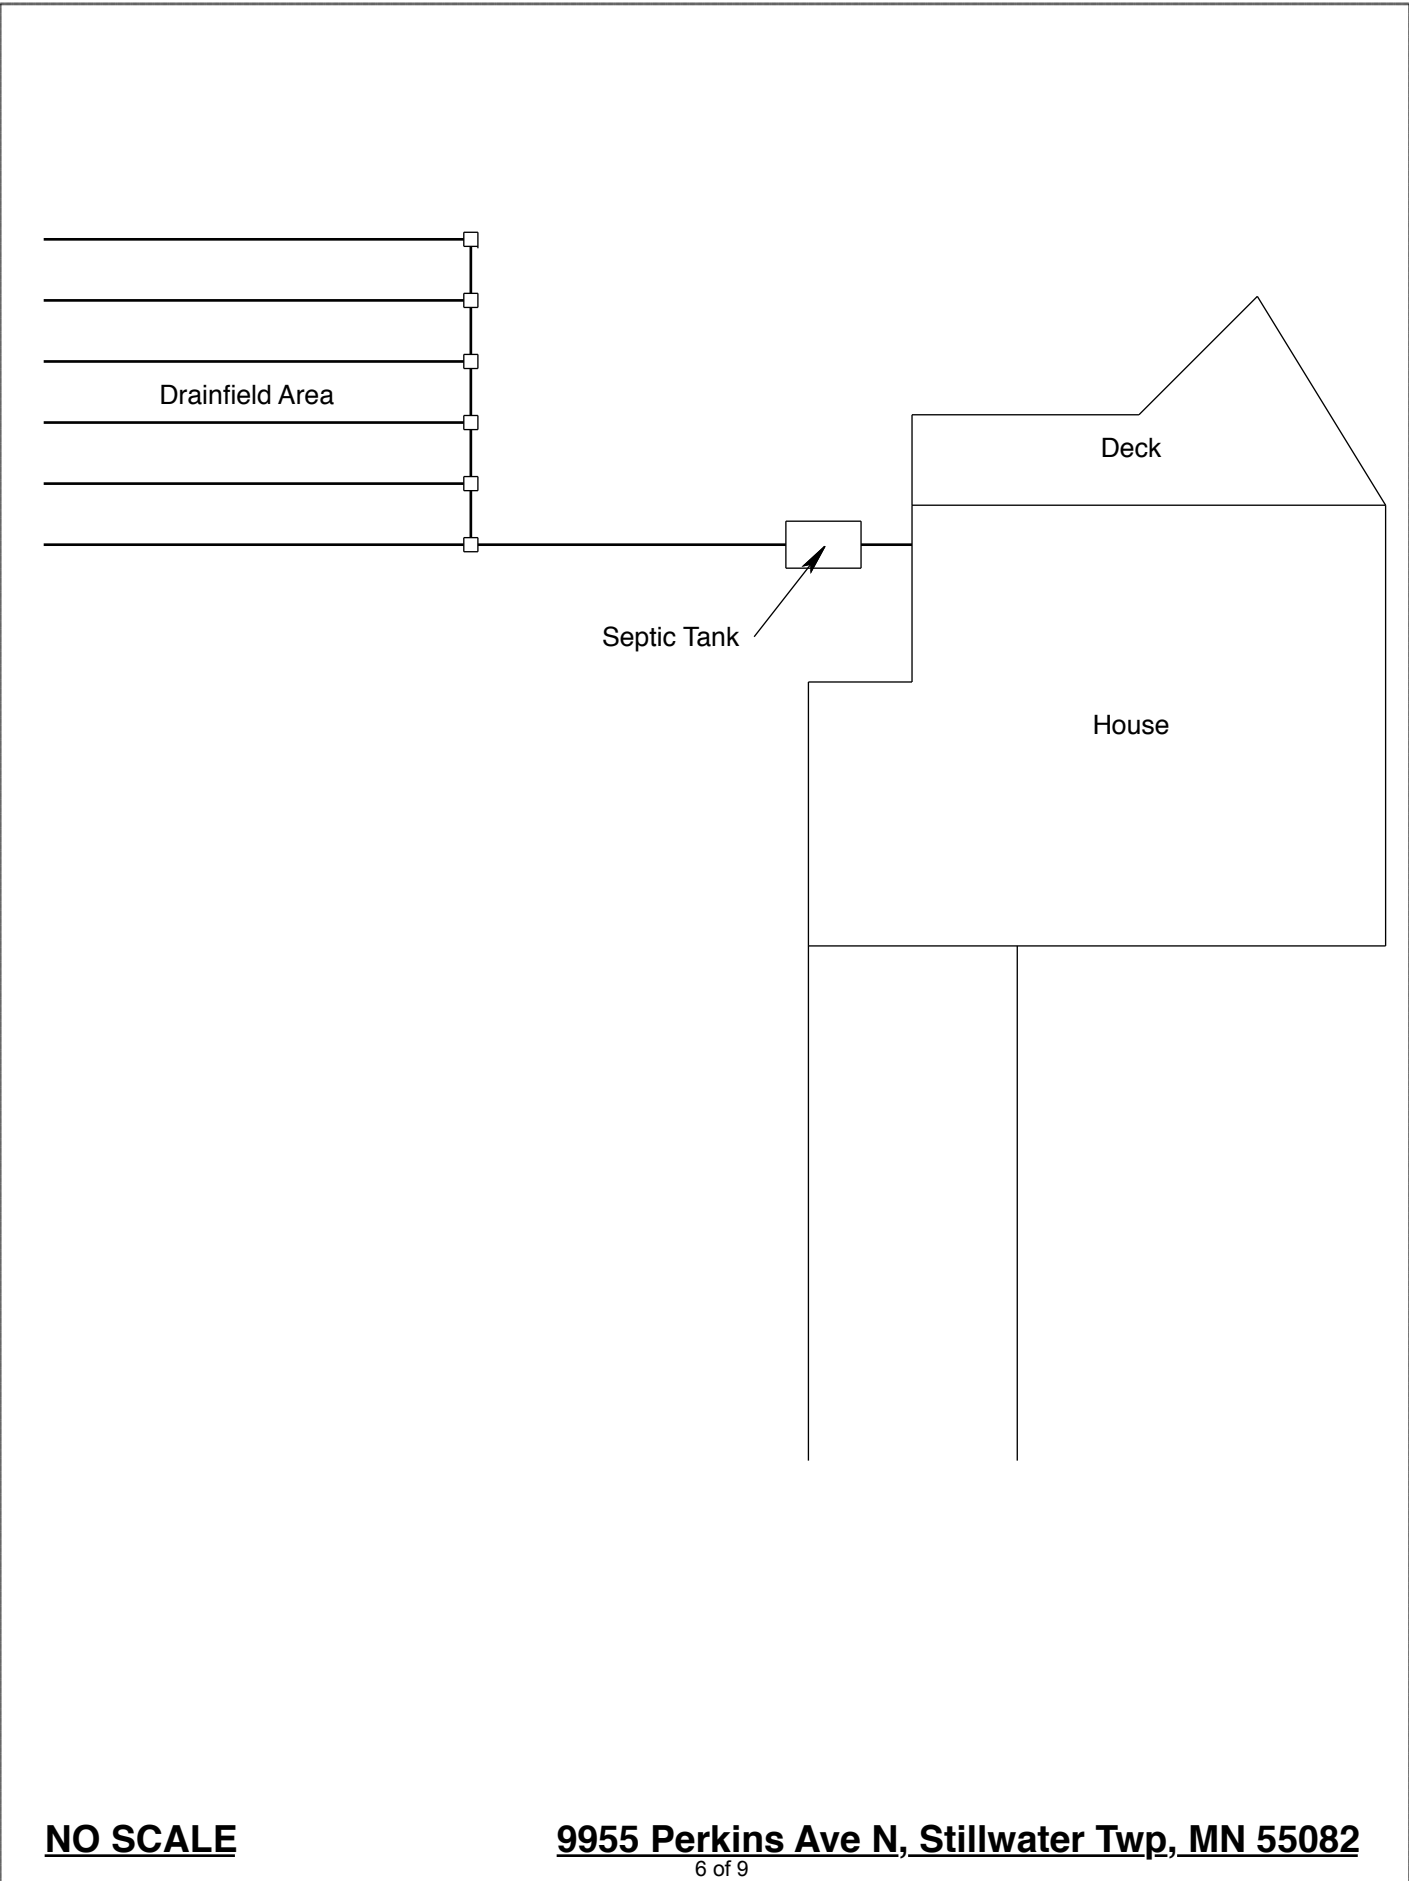 Drainfield Area
Deck
Septic Tank
House
NO SCALE
9955 Perkins Ave N, Stillwater Twp, MN 55082
6 of 9